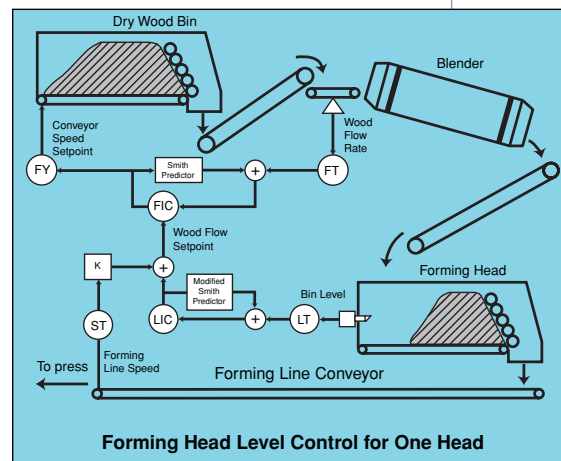 Dry Wood Bin
Blender
Conveyor
Speed
Setpoint
Wood
Flow
Rate
Smith
Predictor
+
FY
FT
FIC
Wood Flow
Setpoint
K
+
Forming Head
Modified
Smith
Predictor
Bin Level
ST
LIC
+
LT
Forming
Line Speed
To press
Forming Line Conveyor
Forming Head Level Control for One Head